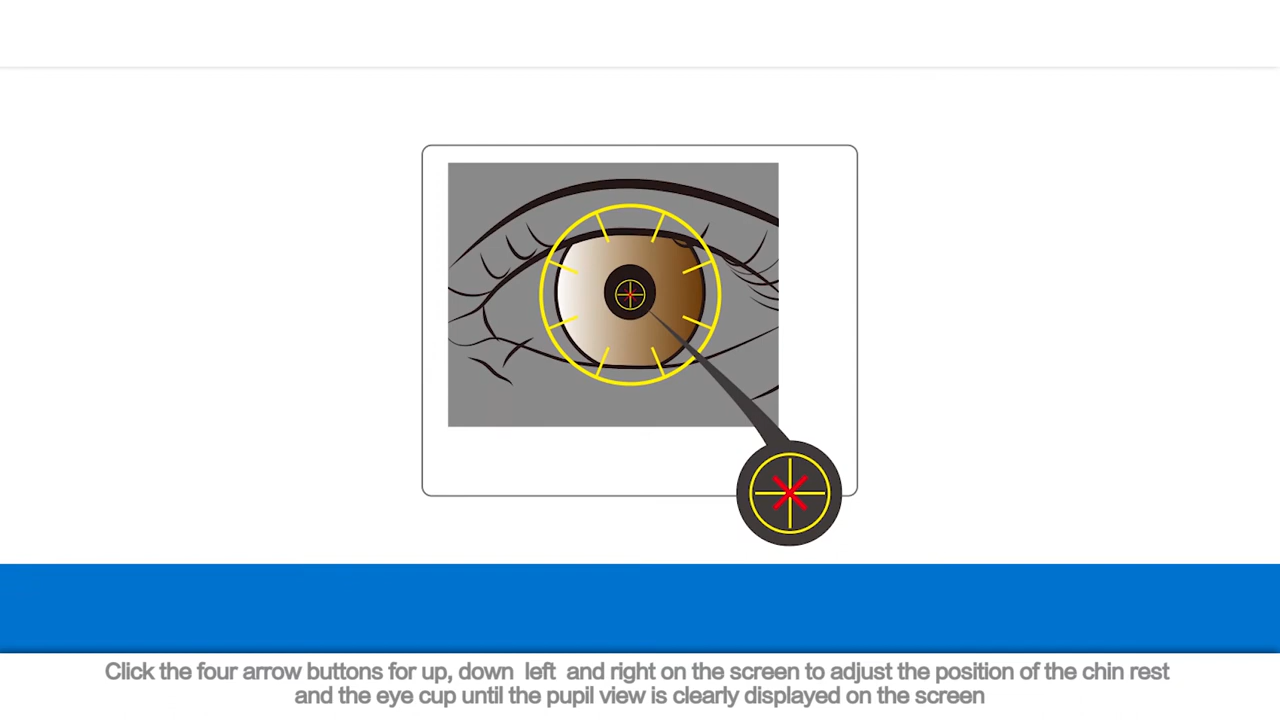 Click the four arrow buttons for up, down  left  and right on the screen to adjust the position of the chin rest
and the eye cup until the pupil view is clearly displayed on the screen